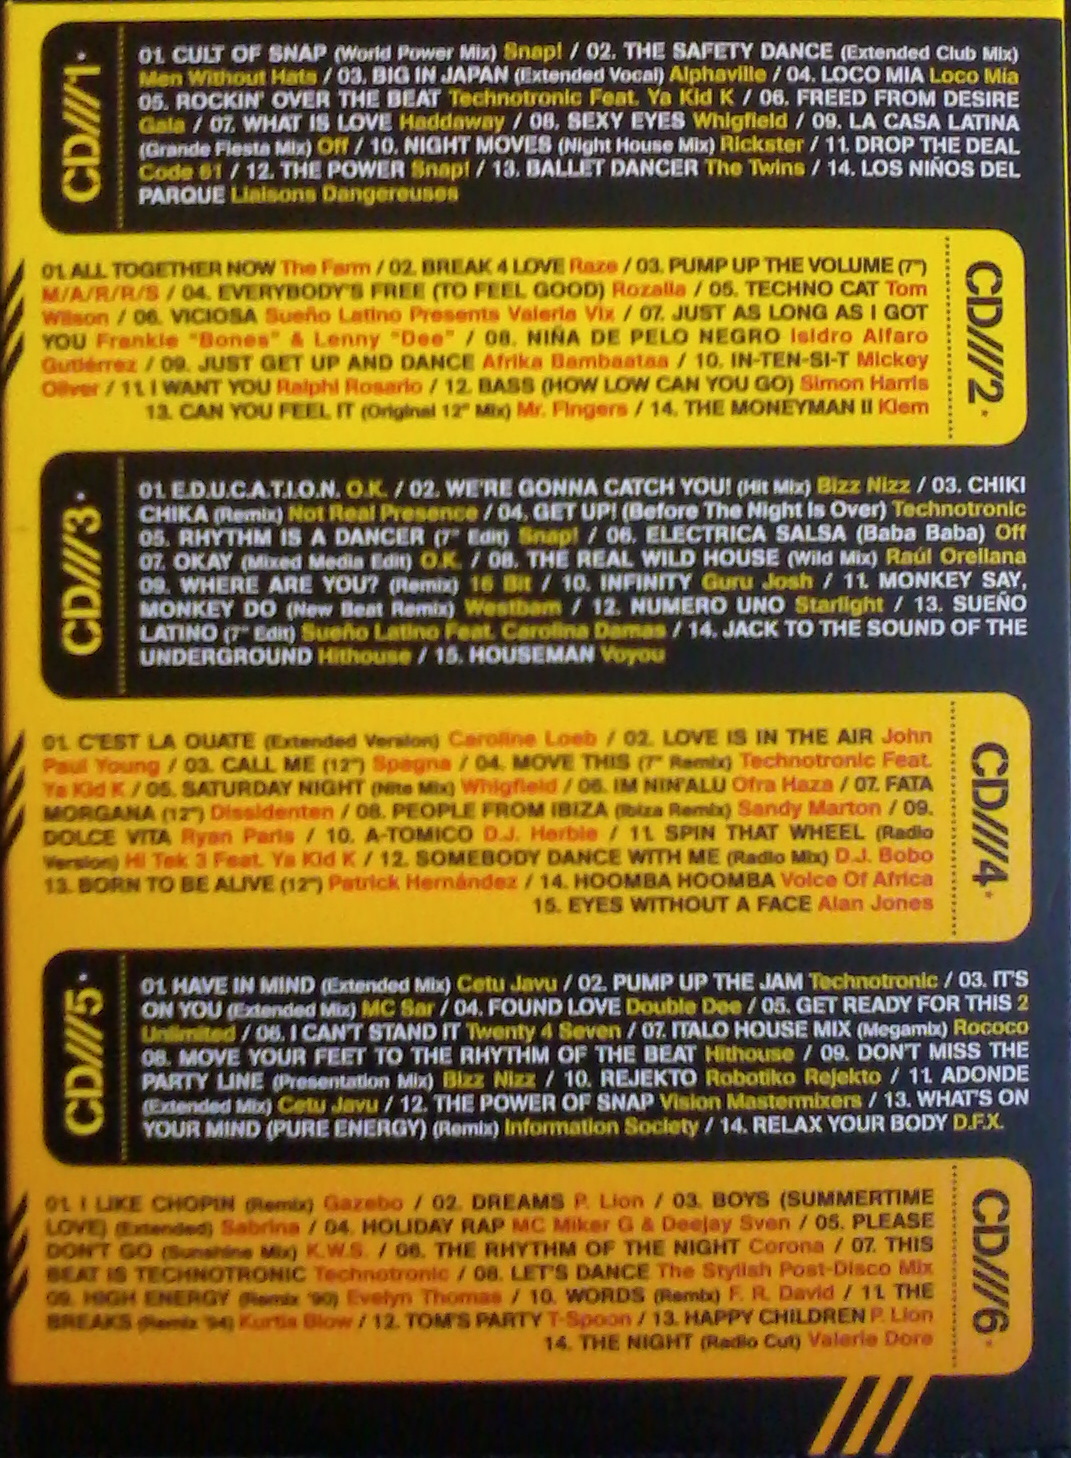 CD///1
01. CULT OF SNAP (World Power Mix) Snap! / 02. THE SAFETY DANCE (Extended Club Mix)
Men Without Hats / 03. BIG IN JAPAN (Extended Vocal) Alphaville / 04. LOCO MIA Loco Mia
05. ROCKIN' OVER THE BEAT Technotronic Feat. Ya Kid K / 06. FREED FROM DESIRE
Gala / 07. WHAT IS LOVE Haddaway / 08. SEXY EYES Whigfield / 09. LA CASA LATINA
(Grande Fiesta Mix) Off / 10. NIGHT MOVES (Night House Mix) Rickster / 11. DROP THE DEAL
Code 61 / 12. THE POWER Snap! / 13. BALLET DANCER The Twins / 14. LOS NIÑOS DEL
PARQUE Liaisons Dangereuses
CD///2
01. ALL TOGETHER NOW The Farm / 02. BREAK 4 LOVE Raze / 03. PUMP UP THE VOLUME (7")
M/A/R/R/S / 04. EVERYBODY'S FREE (TO FEEL GOOD) Rozalla / 05. TECHNO CAT Tom
Wilson / 06. VICIOSA Sueño Latino Presents Valeria Vix / 07. JUST AS LONG AS I GOT
YOU Frankie "Bones" & Lenny "Dee" / 08. NIÑA DE PELO NEGRO Isidro Alfaro
Gutiérrez / 09. JUST GET UP AND DANCE Afrika Bambaataa / 10. IN-TEN-SI-T Mickey
Oliver / 11. I WANT YOU Ralphi Rosario / 12. BASS (HOW LOW CAN YOU GO) Simon Harris
13. CAN YOU FEEL IT (Original 12" Mix) Mr. Fingers / 14. THE MONEYMAN II Klem
CD///3
01. E.D.U.C.A.T.I.O.N. O.K. / 02. WE'RE GONNA CATCH YOU! (Hit Mix) Bizz Nizz / 03. CHIKI
CHIKA (Remix) Not Real Presence / 04. GET UP! (Before The Night Is Over) Technotronic
05. RHYTHM IS A DANCER (7" Edit) Snap! / 06. ELECTRICA SALSA (Baba Baba) Off
07. OKAY (Mixed Media Edit) O.K. / 08. THE REAL WILD HOUSE (Wild Mix) Raúl Orellana
09. WHERE ARE YOU? (Remix) 16 Bit / 10. INFINITY Guru Josh / 11. MONKEY SAY,
MONKEY DO (New Beat Remix) Westbam / 12. NUMERO UNO Starlight / 13. SUEÑO
LATINO (7" Edit) Sueño Latino Feat. Carolina Damas / 14. JACK TO THE SOUND OF THE
UNDERGROUND Hithouse / 15. HOUSEMAN Voyou
CD///4
01. C'EST LA OUATE (Extended Version) Caroline Loeb / 02. LOVE IS IN THE AIR John
Paul Young / 03. CALL ME (12") Spagna / 04. MOVE THIS (7" Remix) Technotronic Feat.
Ya Kid K / 05. SATURDAY NIGHT (Nite Mix) Whigfield / 06. IM NIN'ALU Ofra Haza / 07. FATA
MORGANA (12") Dissidenten / 08. PEOPLE FROM IBIZA (Ibiza Remix) Sandy Marton / 09.
DOLCE VITA Ryan Paris / 10. A-TOMICO D.J. Herbie / 11. SPIN THAT WHEEL (Radio
Version) Hi Tek 3 Feat. Ya Kid K / 12. SOMEBODY DANCE WITH ME (Radio Mix) D.J. Bobo
13. BORN TO BE ALIVE (12") Patrick Hernández / 14. HOOMBA HOOMBA Voice Of Africa
15. EYES WITHOUT A FACE Alan Jones
CD///5
01. HAVE IN MIND (Extended Mix) Cetu Javu / 02. PUMP UP THE JAM Technotronic / 03. IT'S
ON YOU (Extended Mix) MC Sar / 04. FOUND LOVE Double Dee / 05. GET READY FOR THIS 2
Unlimited / 06. I CAN'T STAND IT Twenty 4 Seven / 07. ITALO HOUSE MIX (Megamix) Rococo
08. MOVE YOUR FEET TO THE RHYTHM OF THE BEAT Hithouse / 09. DON'T MISS THE
PARTY LINE (Presentation Mix) Bizz Nizz / 10. REJEKTO Robotiko Rejekto / 11. ADONDE
(Extended Mix) Cetu Javu / 12. THE POWER OF SNAP Vision Mastermixers / 13. WHAT'S ON
YOUR MIND (PURE ENERGY) (Remix) Information Society / 14. RELAX YOUR BODY D.F.X.
CD///6
01. I LIKE CHOPIN (Remix) Gazebo / 02. DREAMS P. Lion / 03. BOYS (SUMMERTIME
LOVE) (Extended) Sabrina / 04. HOLIDAY RAP MC Miker G & Deejay Sven / 05. PLEASE
DON'T GO (Sunshine Mix) K.W.S. / 06. THE RHYTHM OF THE NIGHT Corona / 07. THIS
BEAT IS TECHNOTRONIC Technotronic / 08. LET'S DANCE The Stylish Post-Disco Mix
09. HIGH ENERGY (Remix '90) Evelyn Thomas / 10. WORDS (Remix) F. R. David / 11. THE
BREAKS (Remix '94) Kurtis Blow / 12. TOM'S PARTY T-Spoon / 13. HAPPY CHILDREN P. Lion
14. THE NIGHT (Radio Cut) Valerie Dore